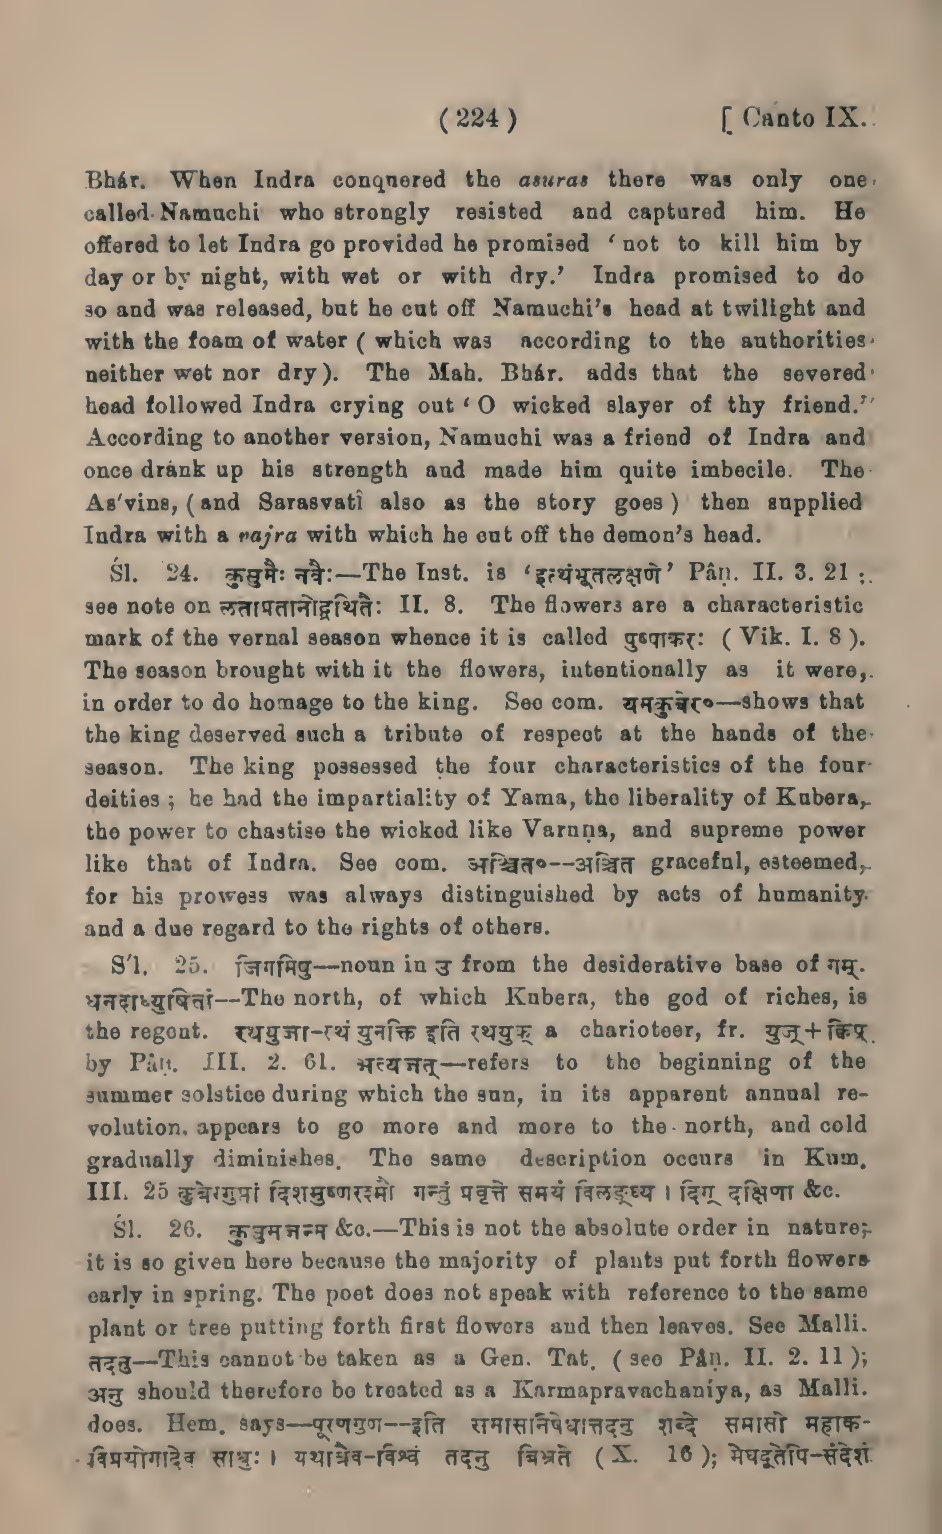 ( 224 ) [ Canto IX.
Bhár. When Indra conquered the asuras there was only one
called Namuchi who strongly resisted and captured him. He
offered to let Indra go provided he promised ‘ not to kill him by
day or by night, with wet or with dry.’ Indra promised to do
so and was released, but he cut off Namuchi’s head at twilight and
with the foam of water ( which was according to the authorities
neither wet nor dry ). The Mah. Bhár. adds that the severed
head followed Indra crying out ‘ O wicked slayer of thy friend.”
According to another version, Namuchi was a friend of Indra and
once drank up his strength and made him quite imbecile. The
As′vins, ( and Sarasvatî also as the story goes ) then supplied
Indra with a vajra with which he cut off the demon’s head.
Śl. 24. कुसुमैः नवैः—The Inst. is ‘इत्थंभूतलक्षणे’ Pâṇ. II. 3. 21 ;
see note on लताप्रतानोद्ग्रथितैः II. 8. The flowers are a characteristic
mark of the vernal season whence it is called पुष्पाकरः ( Vik. I. 8 ).
The season brought with it the flowers, intentionally as it were,
in order to do homage to the king. See com. यमकुबेर०—shows that
the king deserved such a tribute of respect at the hands of the
season. The king possessed the four characteristics of the four
deities ; he had the impartiality of Yama, the liberality of Kubera,
the power to chastise the wicked like Varuṇa, and supreme power
like that of Indra. See com. अञ्चित०--अञ्चित graceful, esteemed,
for his prowess was always distinguished by acts of humanity
and a due regard to the rights of others.
S′l. 25. जिगमिषु—noun in उ from the desiderative base of गम्.
धनदाध्युषितां—The north, of which Kubera, the god of riches, is
the regent. रथयुजा-रथं युनक्ति इति रथयुक् a charioteer, fr. युज्+क्विप्
by Pâṇ. III. 2. 61. अत्यजत्—refers to the beginning of the
summer solstice during which the sun, in its apparent annual re-
volution, appears to go more and more to the north, and cold
gradually diminishes. The same description occurs in Kum.
III. 25 कुबेरगुप्तां दिशमुष्णरश्मौ गन्तुं प्रवृत्ते समयं विलङ्घ्य । दिग् दक्षिणा &c.
Śl. 26. कुसुमजन्म &c.—This is not the absolute order in nature;
it is so given here because the majority of plants put forth flowers
early in spring. The poet does not speak with reference to the same
plant or tree putting forth first flowers and then leaves. See Malli.
तदनु—This cannot be taken as a Gen. Tat. ( see Pâṇ. II. 2. 11 );
अनु should therefore be treated as a Karmapravachaníya, as Malli.
does. Hem. says—पूरणगुण--इति समासनिषेधात्तदनु शब्दे समासो महाक-
विप्रयोगादेव साधुः । यथात्रैव-विश्वं तदनु बिभ्रते ( X. 16 ); मेघदूतेपि-संदेशं